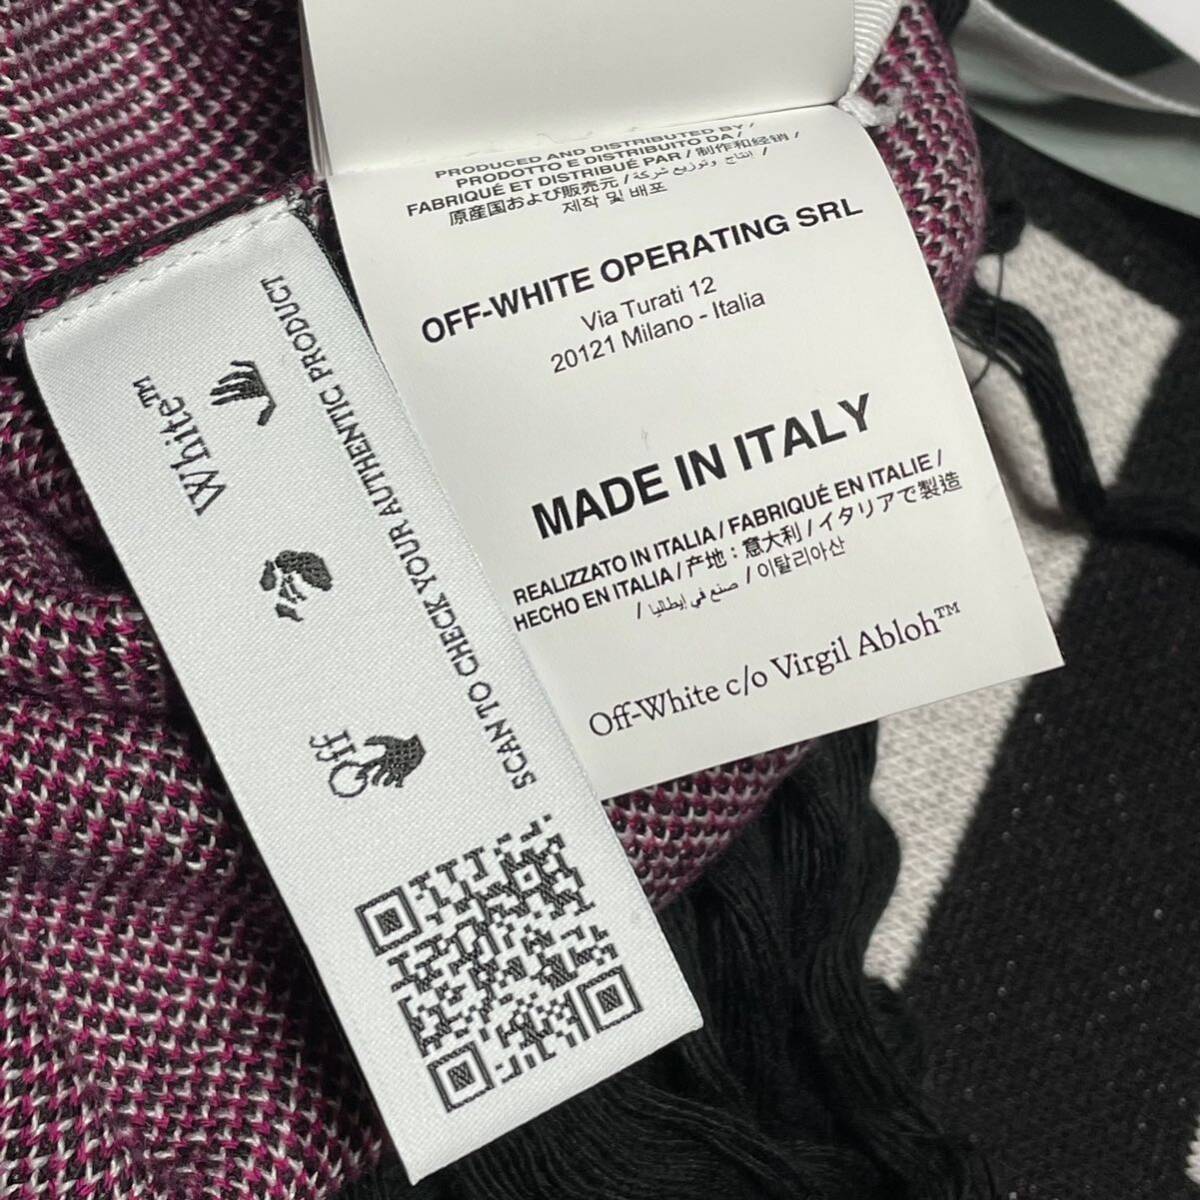 PRODUCED AND DISTRIBUTED BY /
PRODOTTO E DISTRIBUITO DA /
FABRIQUÉ ET DISTRIBUÉ PAR / 制作和经销 /
原産国および販売元 / إنتاج وتوزيع شركة /
제작 및 배포
OFF-WHITE OPERATING SRL
Via Turati 12
20121 Milano - Italia
MADE IN ITALY
REALIZZATO IN ITALIA / FABRIQUÉ EN ITALIE /
HECHO EN ITALIA / 产地：意大利 / イタリアで製造
/ صنع في إيطاليا / 이탈리아산
Off-White c/o Virgil Abloh™
Off
White™
SCAN TO CHECK YOUR AUTHENTIC PRODUCT